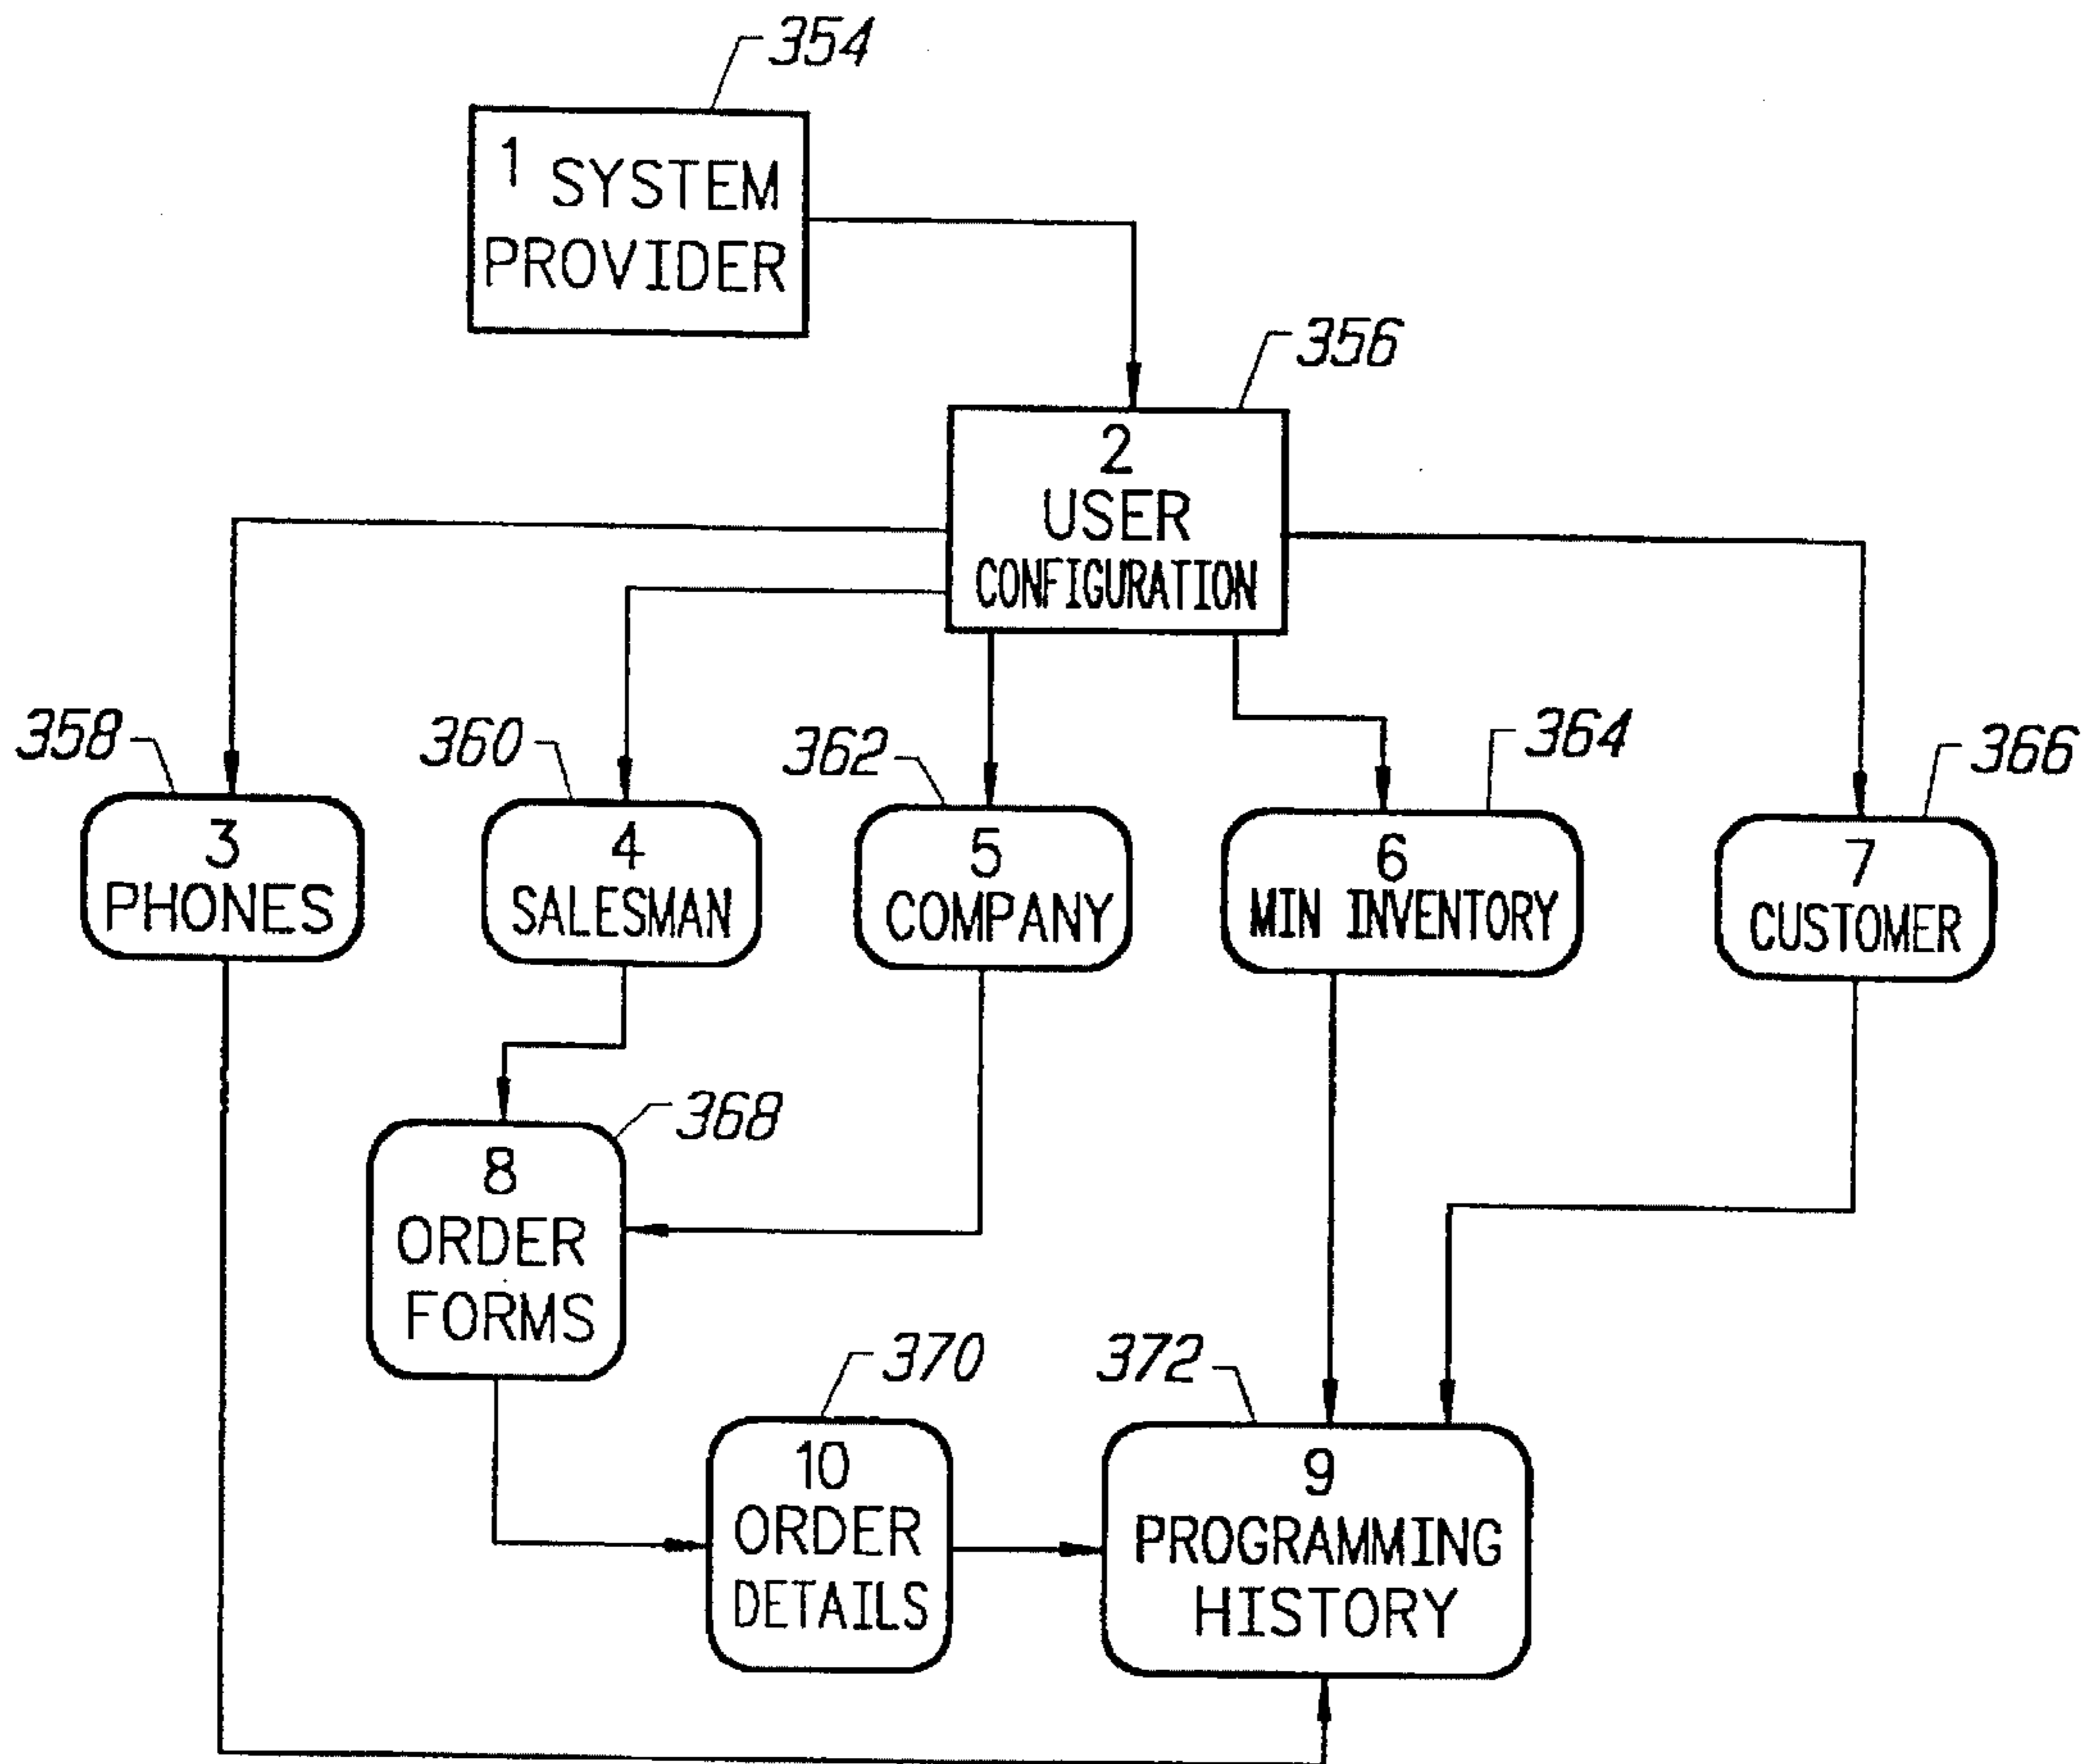 354
1 SYSTEM
PROVIDER
356
2
USER
CONFIGURATION
358
360
362
364
366
3
PHONES
4
SALESMAN
5
COMPANY
6
MIN INVENTORY
7
CUSTOMER
368
8
ORDER
FORMS
370
372
10
ORDER
DETAILS
9
PROGRAMMING
HISTORY